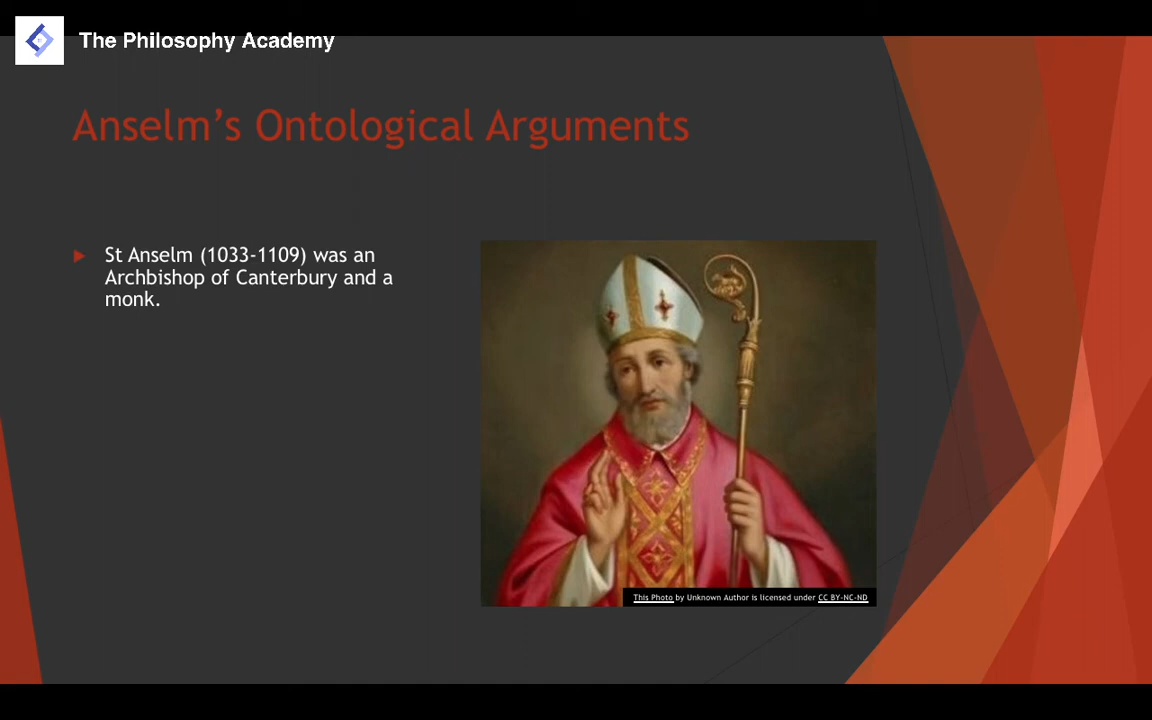 The Philosophy Academy
Anselm’s Ontological Arguments
St Anselm (1033-1109) was an
Archbishop of Canterbury and a
monk.
This Photo by Unknown Author is licensed under CC BY-NC-ND